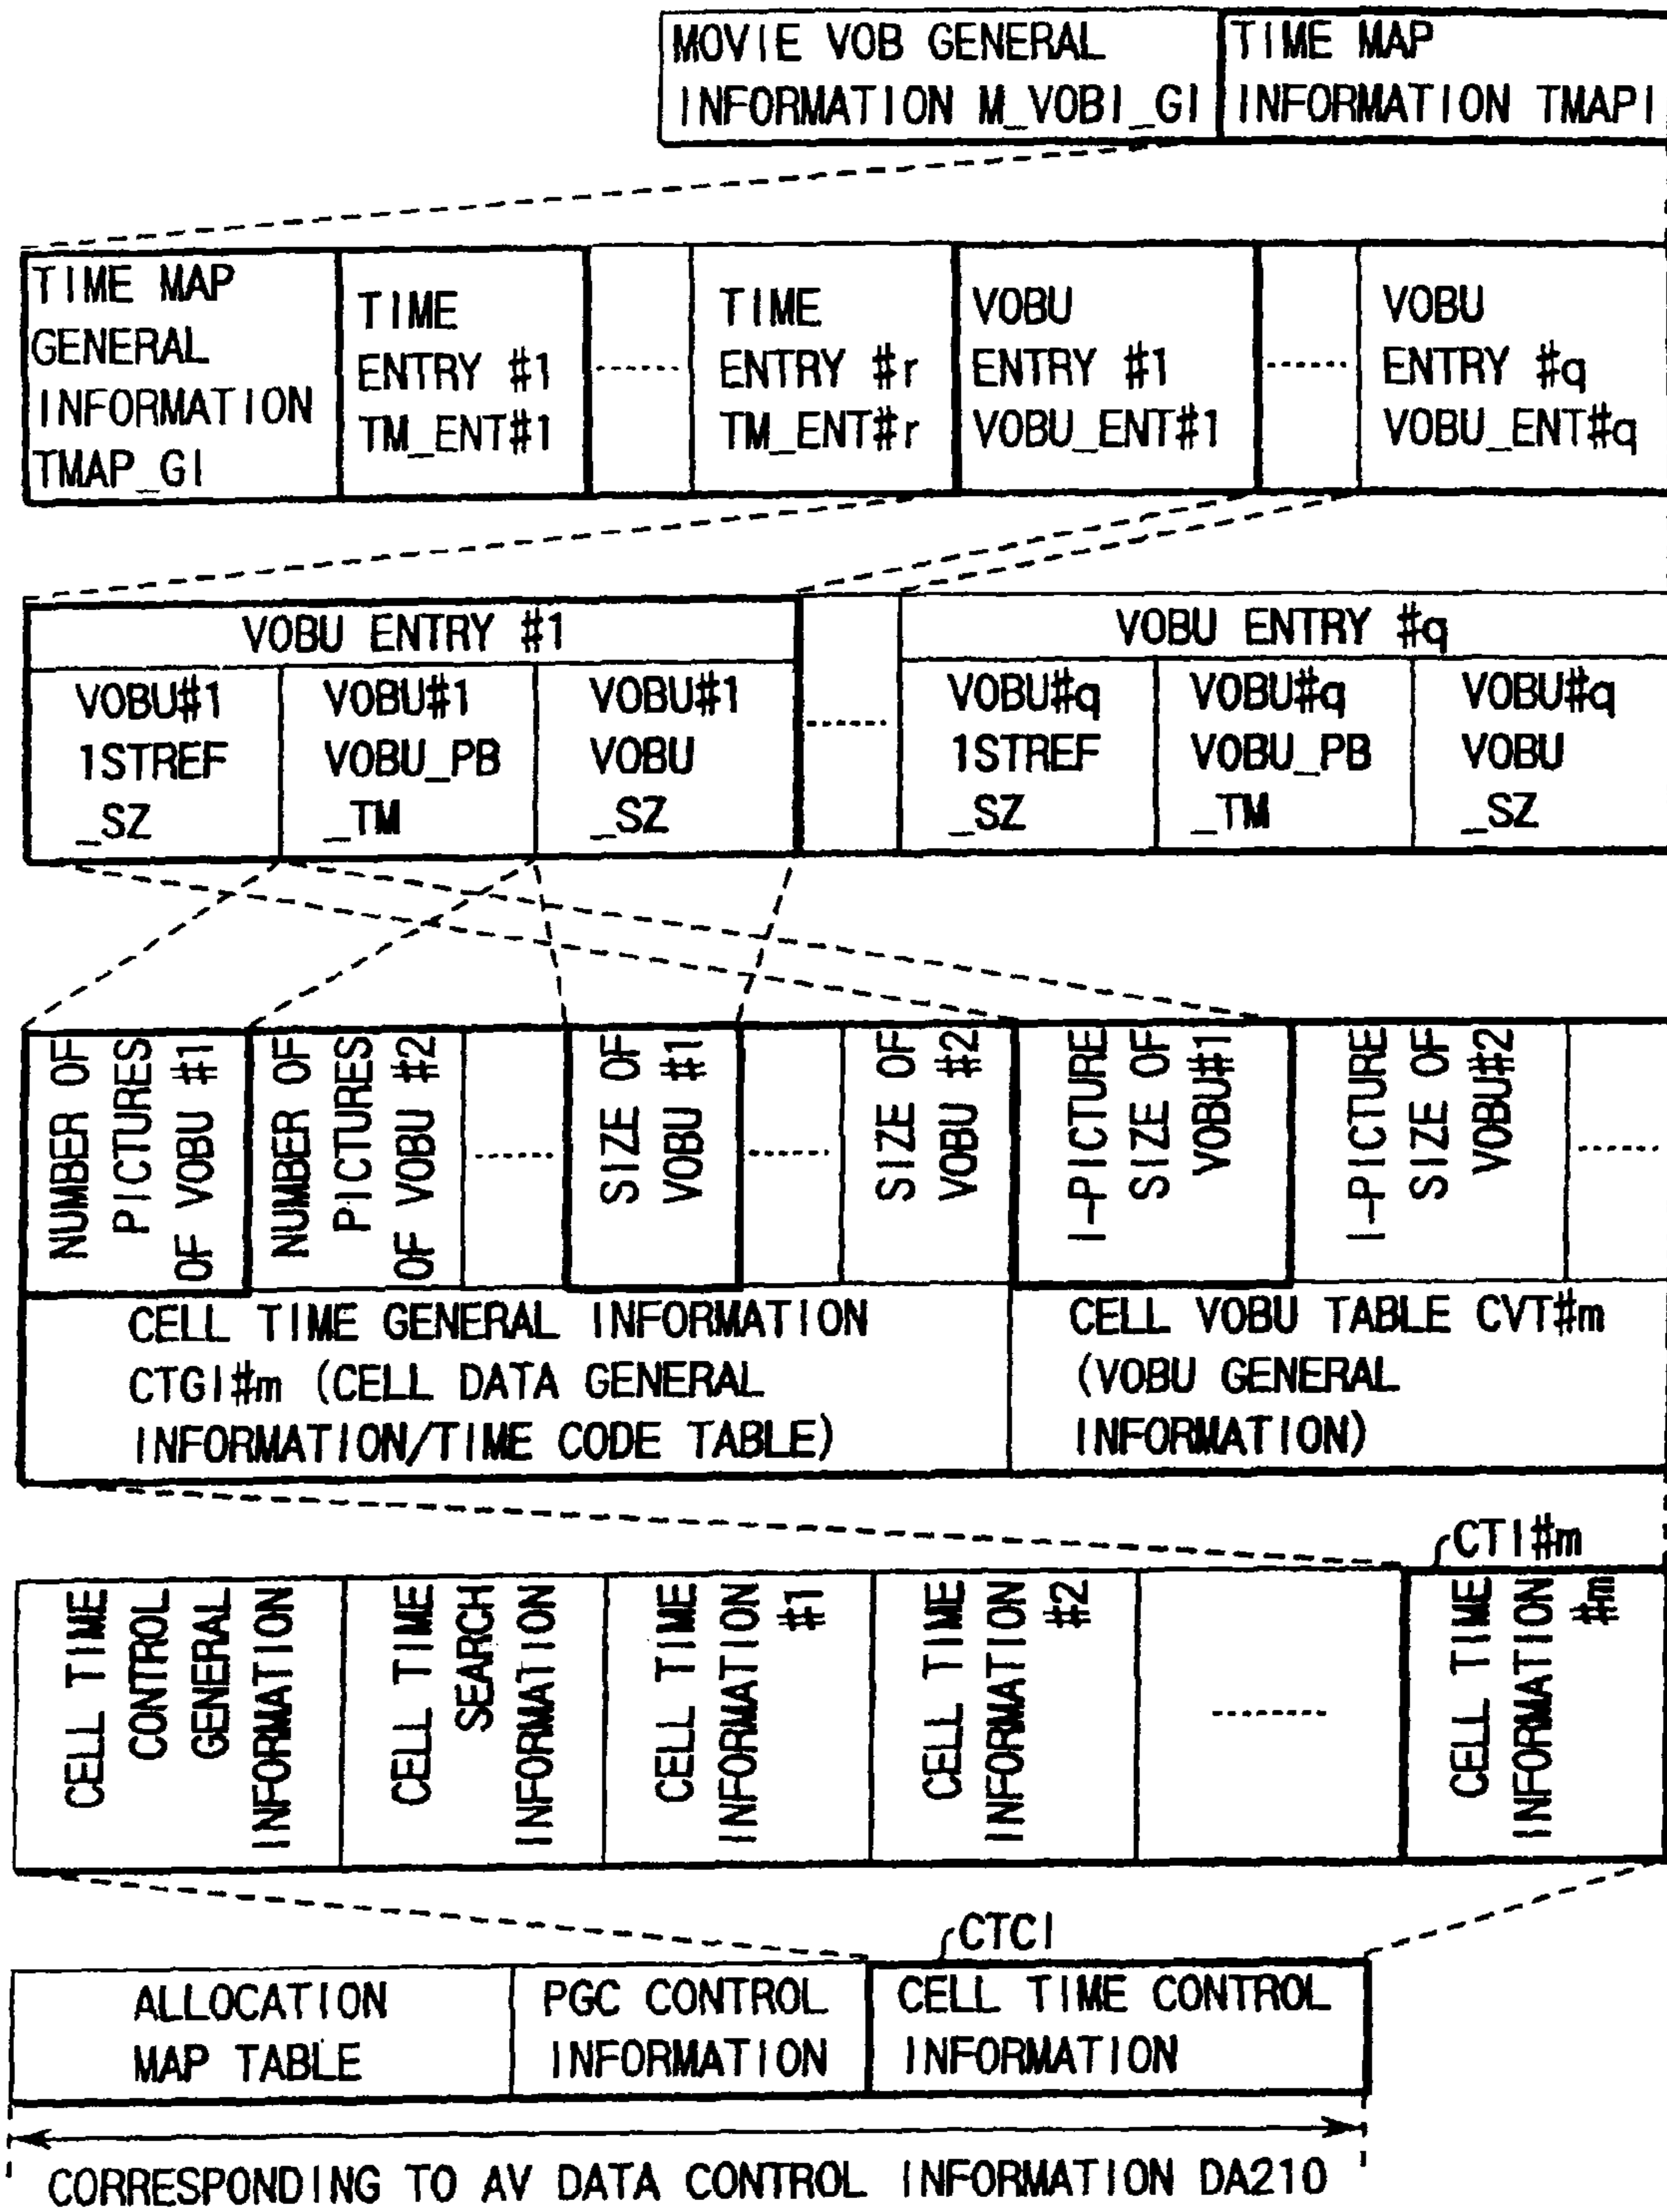 MOVIE VOB GENERAL
INFORMATION M_VOBI_GI
TIME MAP
INFORMATION TMAPI
TIME MAP
GENERAL
INFORMATION
TMAP_GI
TIME
ENTRY #1
TM_ENT#1
........
TIME
ENTRY #r
TM_ENT#r
VOBU
ENTRY #1
VOBU_ENT#1
........
VOBU
ENTRY #q
VOBU_ENT#q
VOBU ENTRY #1
VOBU#1
1STREF
_SZ
VOBU#1
VOBU_PB
_TM
VOBU#1
VOBU
_SZ
........
VOBU ENTRY #q
VOBU#q
1STREF
_SZ
VOBU#q
VOBU_PB
_TM
VOBU#q
VOBU
_SZ
NUMBER OF
PICTURES
OF VOBU #1
NUMBER OF
PICTURES
OF VOBU #2
........
SIZE OF
VOBU #1
........
SIZE OF
VOBU #2
I-PICTURE
SIZE OF
VOBU#1
I-PICTURE
SIZE OF
VOBU#2
........
CELL TIME GENERAL INFORMATION
CTGI#m (CELL DATA GENERAL
INFORMATION/TIME CODE TABLE)
CELL VOBU TABLE CVT#m
(VOBU GENERAL
INFORMATION)
CTI#m
CELL TIME
CONTROL
GENERAL
INFORMATION
CELL TIME
SEARCH
INFORMATION
CELL TIME
INFORMATION
#1
CELL TIME
INFORMATION
#2
........
CELL TIME
INFORMATION
#m
CTCI
ALLOCATION
MAP TABLE
PGC CONTROL
INFORMATION
CELL TIME CONTROL
INFORMATION
CORRESPONDING TO AV DATA CONTROL INFORMATION DA210